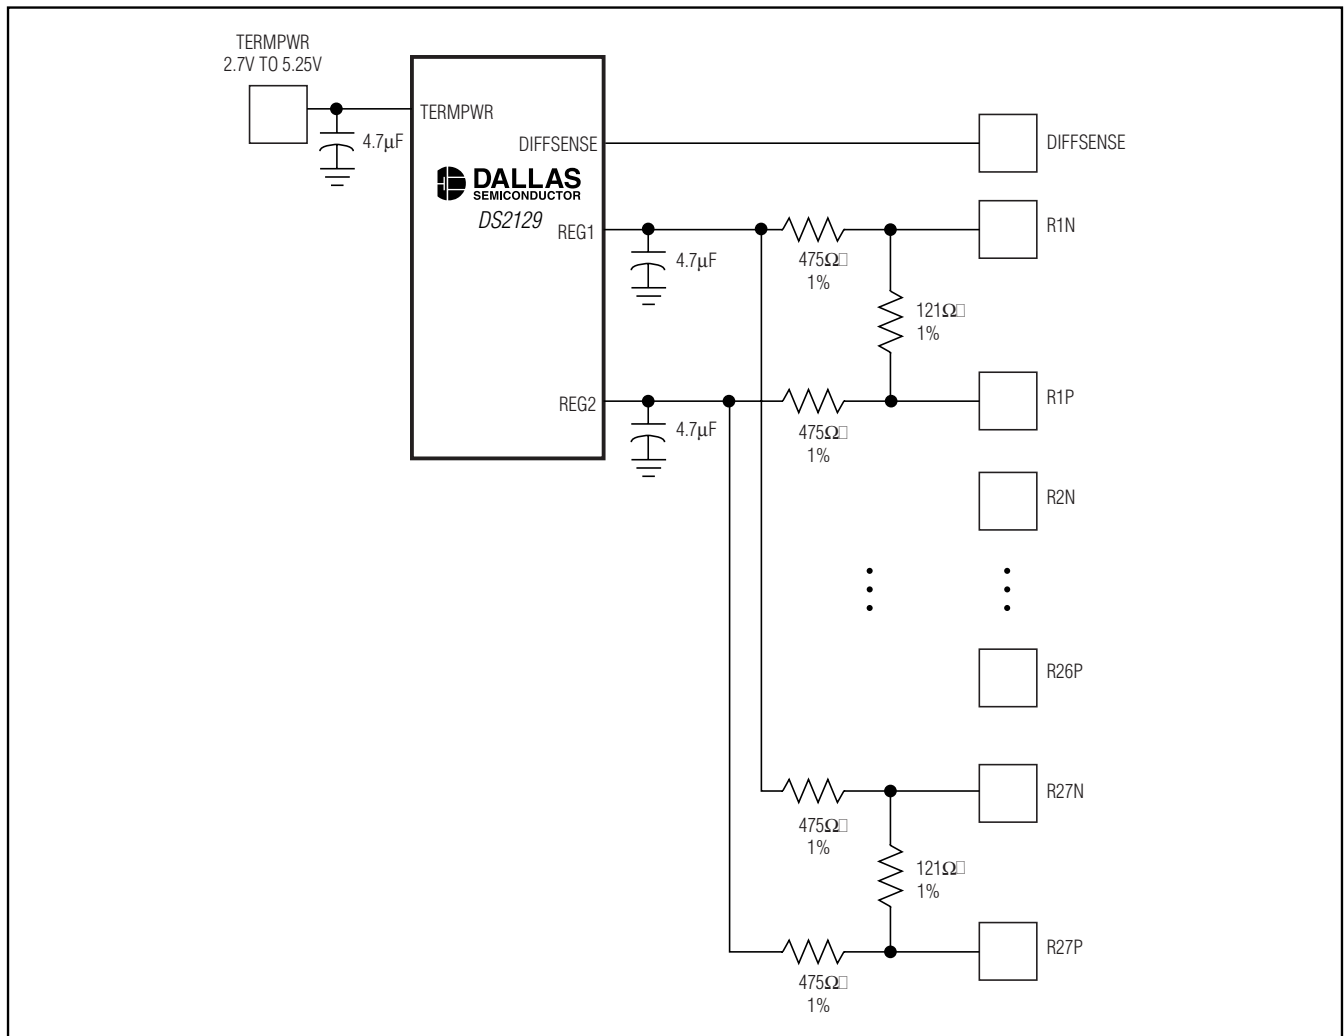 TERMPWR
2.7V TO 5.25V
TERMPWR
4.7μF
DIFFSENSE
DIFFSENSE
DALLAS
SEMICONDUCTOR
DS2129
REG1
4.7μF
475Ω
1%
R1N
121Ω
1%
REG2
4.7μF
475Ω
1%
R1P
R2N
R26P
475Ω
1%
R27N
121Ω
1%
475Ω
1%
R27P